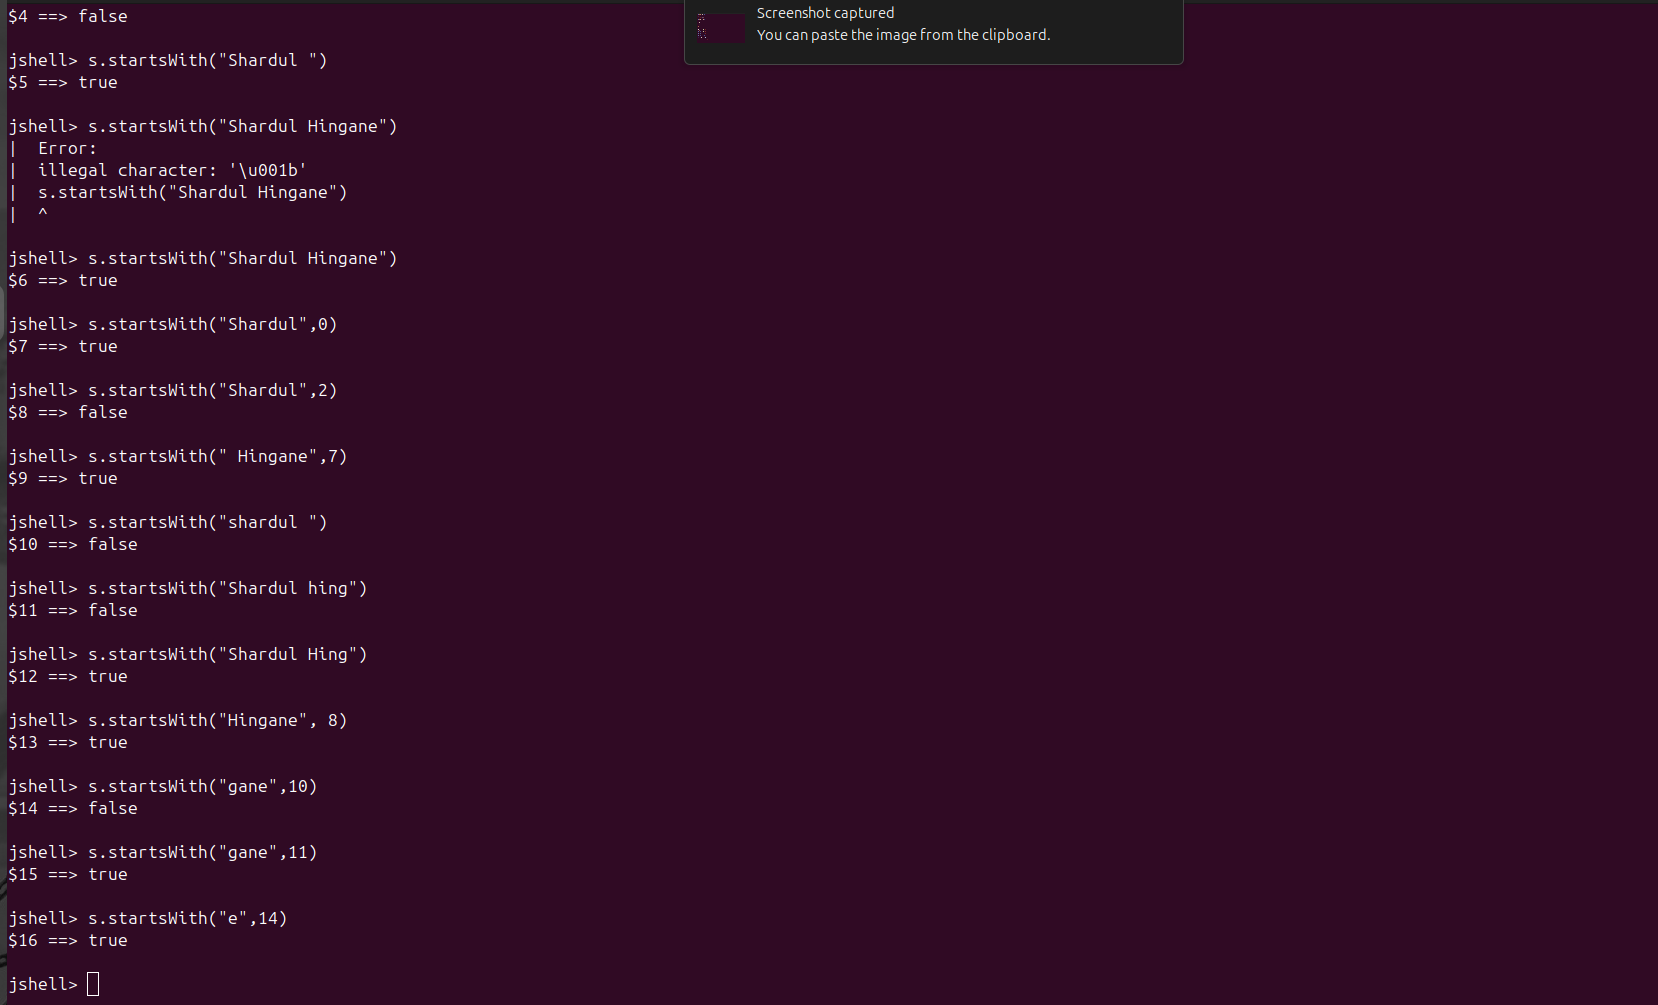 $4 ==> false
Screenshot captured
You can paste the image from the clipboard.
jshell> s.startsWith("Shardul ")
$5 ==> true
jshell> s.startsWith("Shardul Hingane")
|  Error:
|  illegal character: '\u001b'
|  s.startsWith("Shardul Hingane")
|  ^
jshell> s.startsWith("Shardul Hingane")
$6 ==> true
jshell> s.startsWith("Shardul",0)
$7 ==> true
jshell> s.startsWith("Shardul",2)
$8 ==> false
jshell> s.startsWith(" Hingane",7)
$9 ==> true
jshell> s.startsWith("shardul ")
$10 ==> false
jshell> s.startsWith("Shardul hing")
$11 ==> false
jshell> s.startsWith("Shardul Hing")
$12 ==> true
jshell> s.startsWith("Hingane", 8)
$13 ==> true
jshell> s.startsWith("gane",10)
$14 ==> false
jshell> s.startsWith("gane",11)
$15 ==> true
jshell> s.startsWith("e",14)
$16 ==> true
jshell>